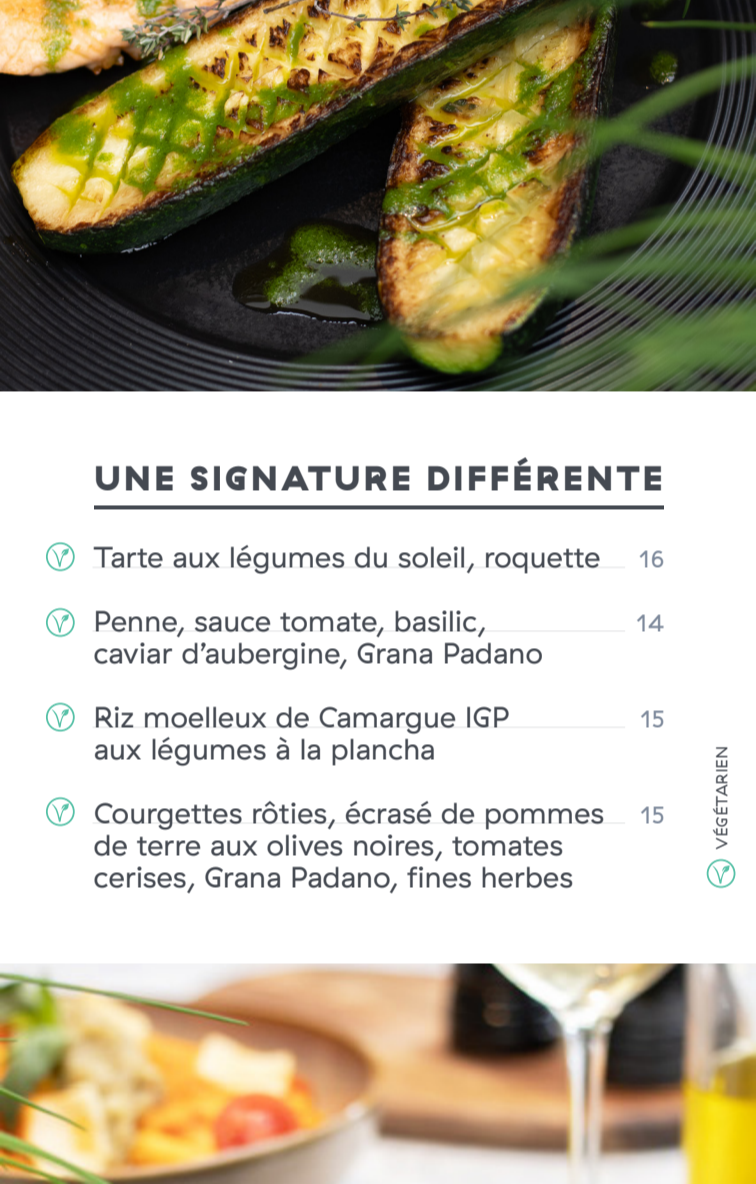 UNE SIGNATURE DIFFÉRENTE
Tarte aux légumes du soleil, roquette 16
Penne, sauce tomate, basilic, 14
caviar d’aubergine, Grana Padano
Riz moelleux de Camargue IGP 15
aux légumes à la plancha
Courgettes rôties, écrasé de pommes 15
de terre aux olives noires, tomates
cerises, Grana Padano, fines herbes
VÉGÉTARIEN